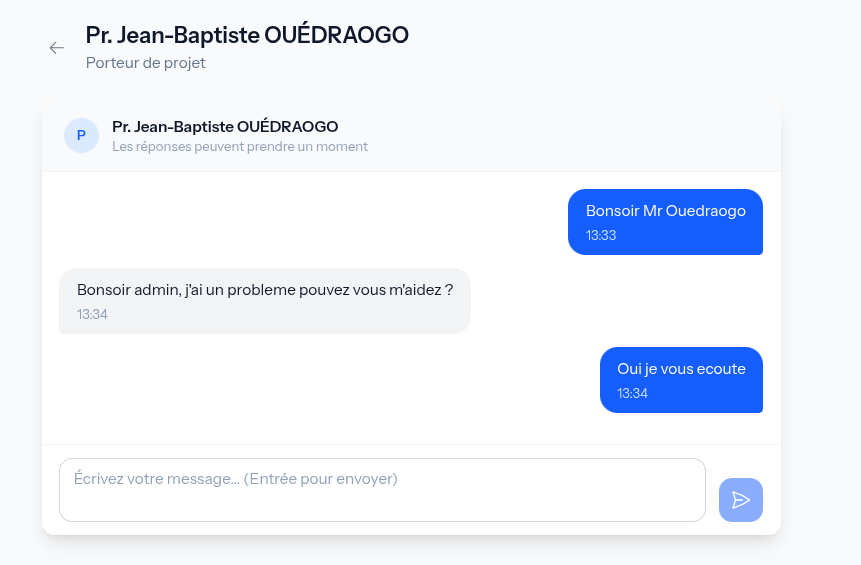 Pr. Jean-Baptiste OUÉDRAOGO
Porteur de projet
P
Pr. Jean-Baptiste OUÉDRAOGO
Les réponses peuvent prendre un moment
Bonsoir Mr Ouedraogo
13:33
Bonsoir admin, j'ai un probleme pouvez vous m'aidez ?
13:34
Oui je vous ecoute
13:34
Écrivez votre message... (Entrée pour envoyer)